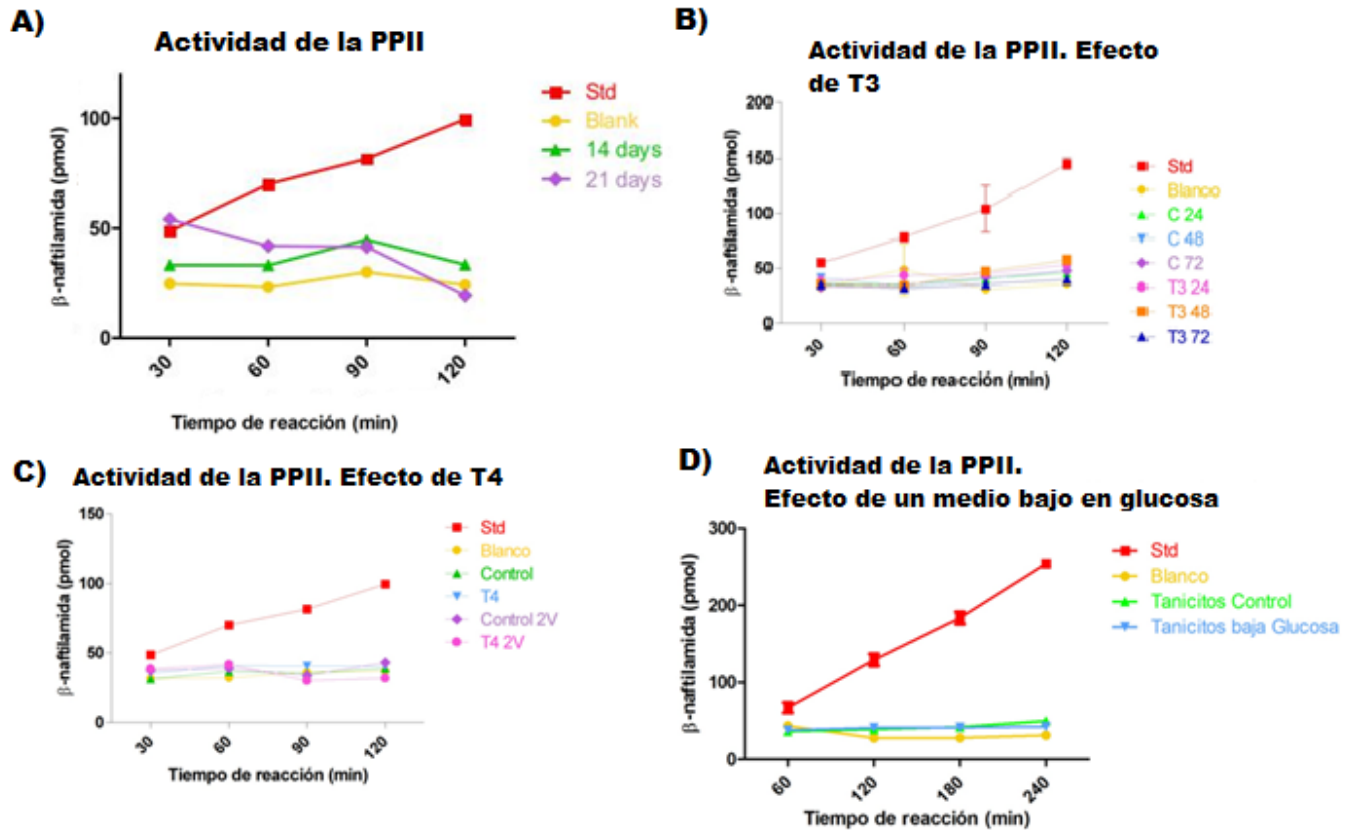 A)
Actividad de la PPII
β-naftilamida (pmol)
100
50
0
30
60
90
120
Tiempo de reacción (min)
Std
Blank
14 days
21 days
B)
Actividad de la PPII. Efecto
de T3
β-naftilamida (pmol)
200
150
100
50
0
30
60
90
120
Tiempo de reacción (min)
Std
Blanco
C 24
C 48
C 72
T3 24
T3 48
T3 72
C)
Actividad de la PPII. Efecto de T4
β-naftilamida (pmol)
150
100
50
0
30
60
90
120
Tiempo de reacción (min)
Std
Blanco
Control
T4
Control 2V
T4 2V
D)
Actividad de la PPII.
Efecto de un medio bajo en glucosa
β-naftilamida (pmol)
300
200
100
0
60
120
180
240
Tiempo de reacción (min)
Std
Blanco
Tanicitos Control
Tanicitos baja Glucosa